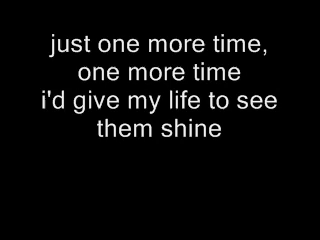 just one more time,
one more time
i'd give my life to see
them shine